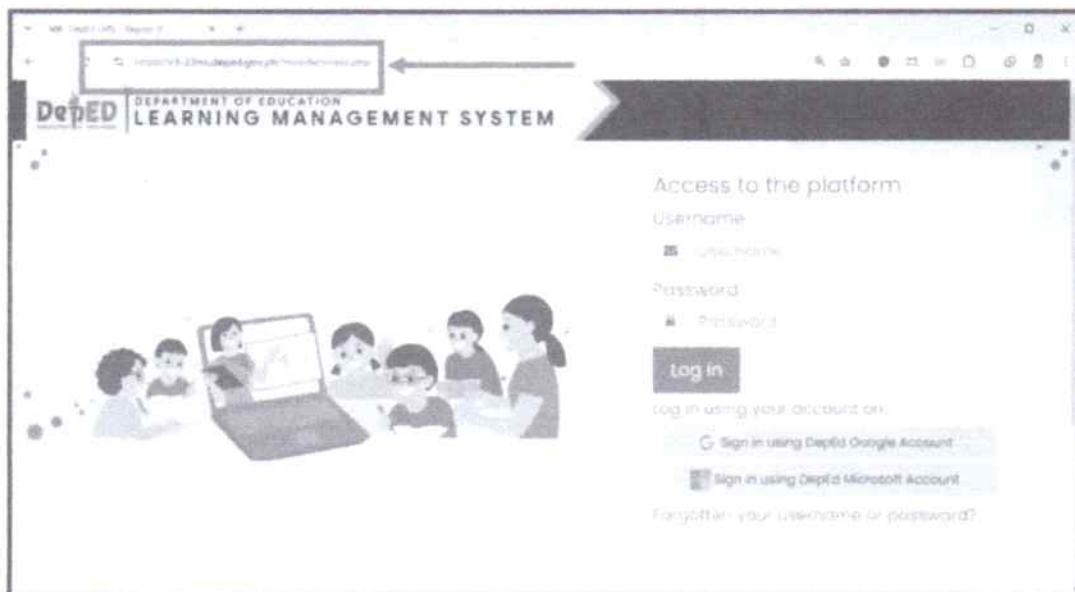 DepED
DEPARTMENT OF EDUCATION
LEARNING MANAGEMENT SYSTEM
Access to the platform
Username
Username
Password
Password
Log in
Log in using your account on:
G Sign in using DepEd Google Account
Sign in using DepEd Microsoft Account
Forgotten your username or password?